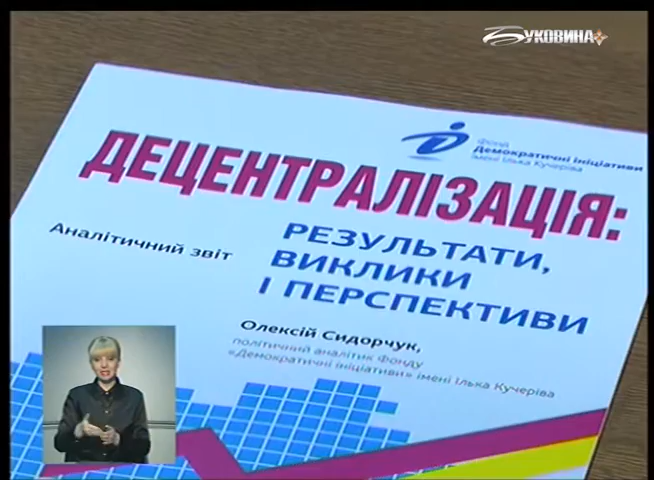 БУКОВИНА
фонд
Демократичні ініціативи
імені Ілька Кучеріва
ДЕЦЕНТРАЛІЗАЦІЯ:
Аналітичний звіт
РЕЗУЛЬТАТИ,
ВИКЛИКИ
І ПЕРСПЕКТИВИ
Олексій Сидорчук,
політичний аналітик Фонду
«Демократичні ініціативи» імені Ілька Кучеріва